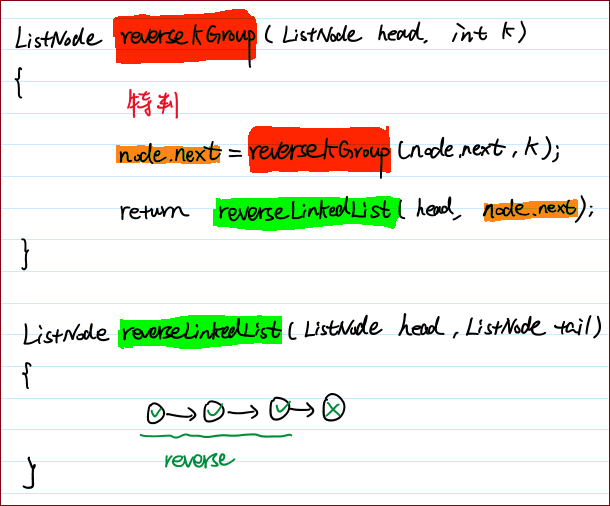 ListNode reverseKGroup ( ListNode head, int k)
{
特判
node.next = reverseKGroup (node.next, k);
return reverseLinkedList ( head, node.next);
}
ListNode reverseLinkedList ( ListNode head, ListNode tail)
{
reverse
}